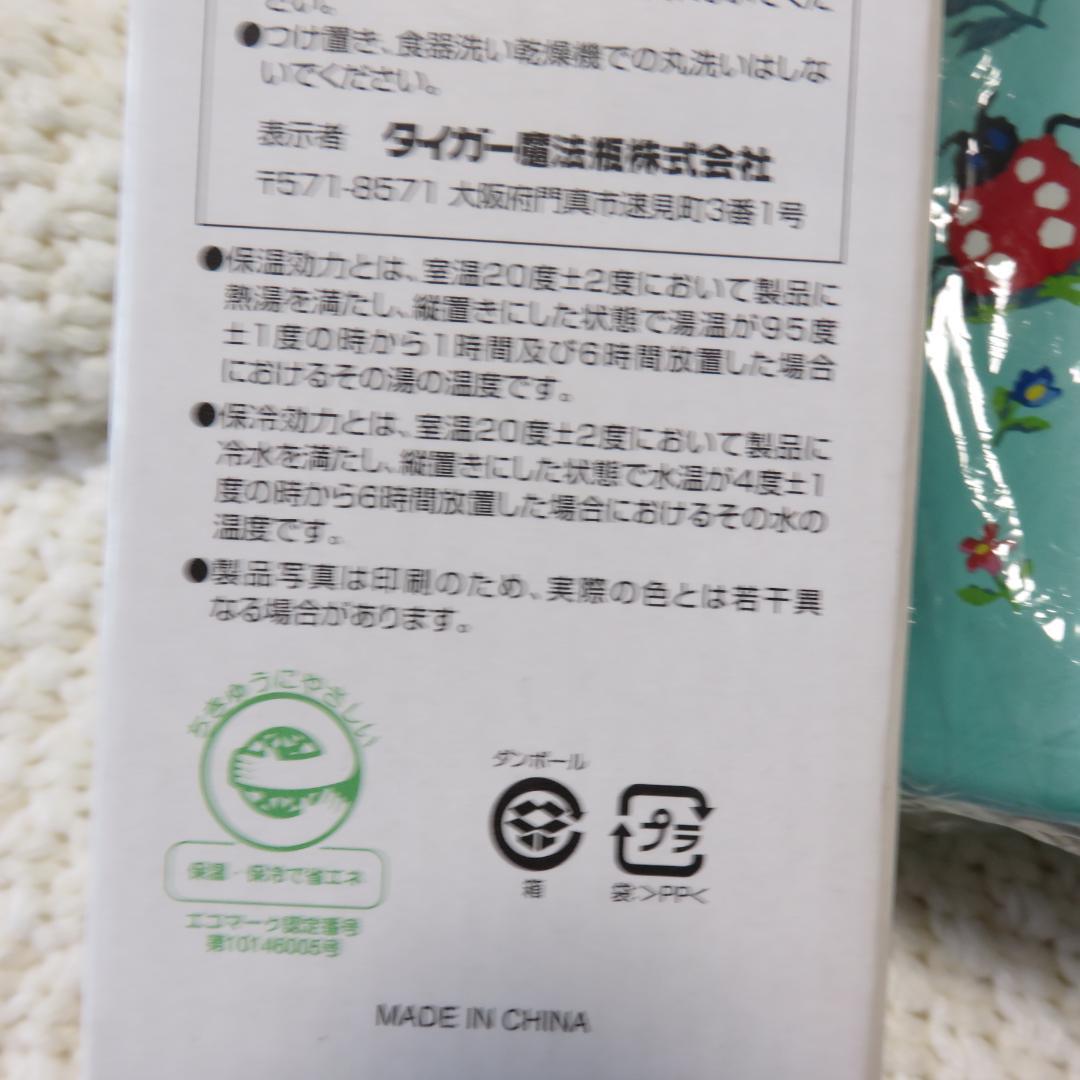 さい。
●つけ置き、食器洗い乾燥機での丸洗いはしな
いでください。
表示者 タイガー魔法瓶株式会社
〒571-8571 大阪府門真市速見町3番1号
●保温効力とは、室温20度±2度において製品に
熱湯を満たし、縦置きにした状態で湯温が95度
±1度の時から1時間及び6時間放置した場合
におけるその湯の温度です。
●保冷効力とは、室温20度±2度において製品に
冷水を満たし、縦置きにした状態で水温が4度±1
度の時から6時間放置した場合におけるその水の
温度です。
●製品写真は印刷のため、実際の色とは若干異
なる場合があります。
ちきゅうにやさしい
保温・保冷で省エネ
エコマーク認定番号
第10146005号
ダンボール
箱
プラ
袋:>PP<
MADE IN CHINA